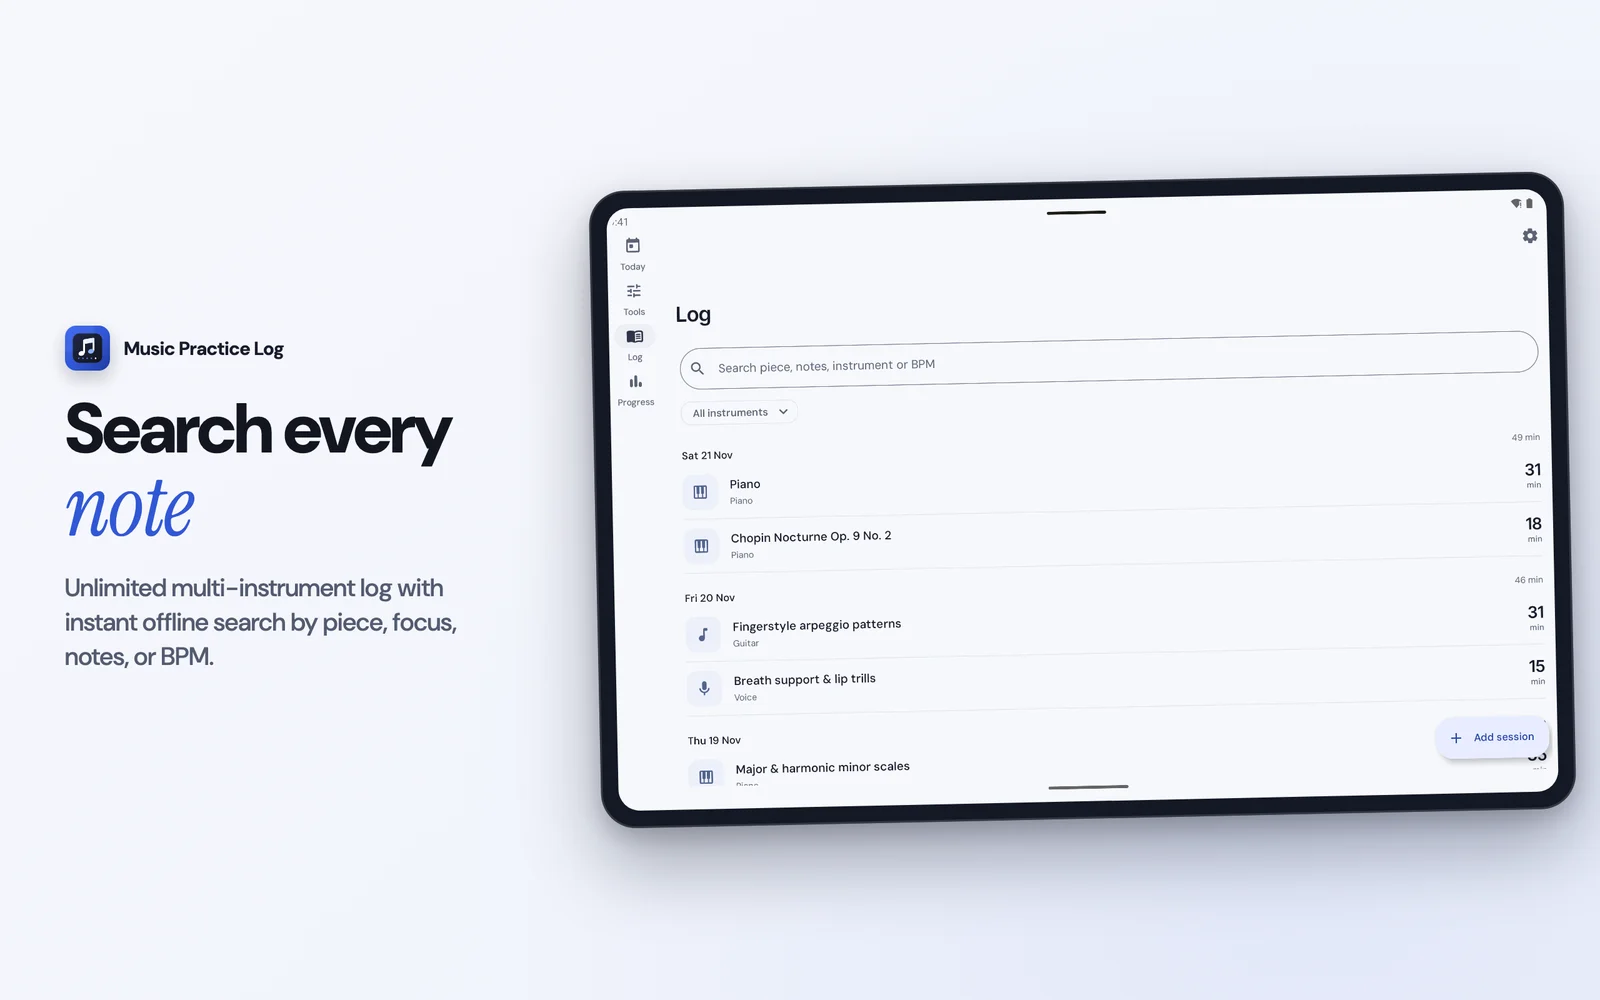 Music Practice Log
Search every
note
Unlimited multi-instrument log with
instant offline search by piece, focus,
notes, or BPM.
:41
Today
Tools
Log
Progress
Log
Search piece, notes, instrument or BPM
All instruments
Sat 21 Nov
49 min
Piano
Piano
31
min
Chopin Nocturne Op. 9 No. 2
Piano
18
min
Fri 20 Nov
46 min
Fingerstyle arpeggio patterns
Guitar
31
min
Breath support & lip trills
Voice
15
min
Thu 19 Nov
Major & harmonic minor scales
Piano
Add session